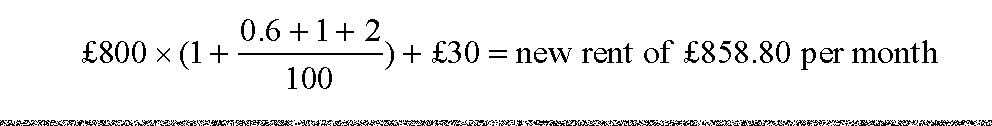 £800 × (1 + (0.6 + 1 + 2)/100) + £30 = new rent of £858.80 per month